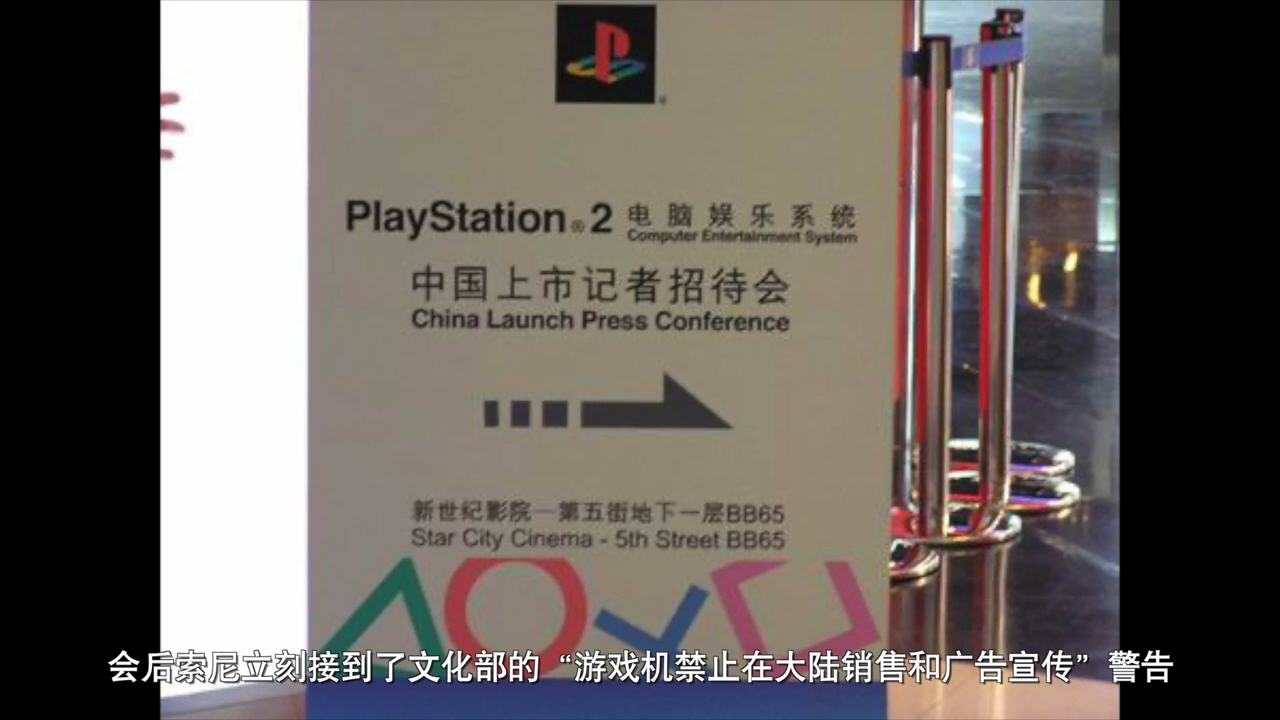 PlayStation®2 电脑娱乐系统
Computer Entertainment System
中国上市记者招待会
China Launch Press Conference
新世纪影院—第五街地下一层BB65
Star City Cinema - 5th Street BB65
会后索尼立刻接到了文化部的“游戏机禁止在大陆销售和广告宣传”警告